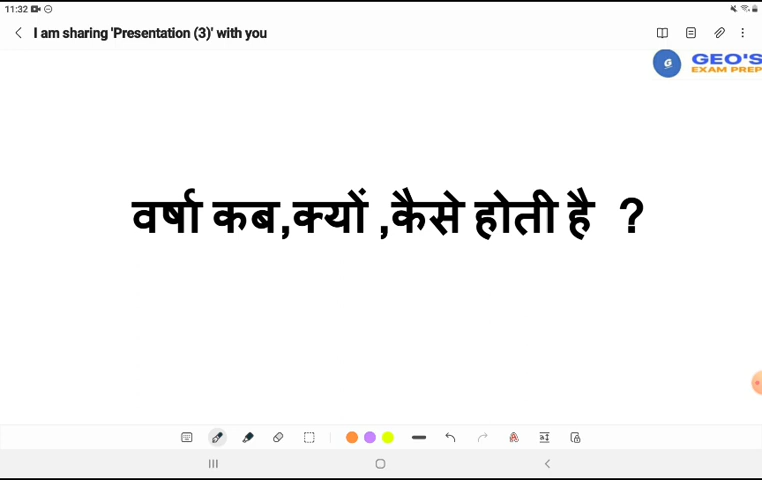 11:32
I am sharing 'Presentation (3)' with you
G GEO'S
EXAM PREP
वर्षा कब,क्यों ,कैसे होती है ?